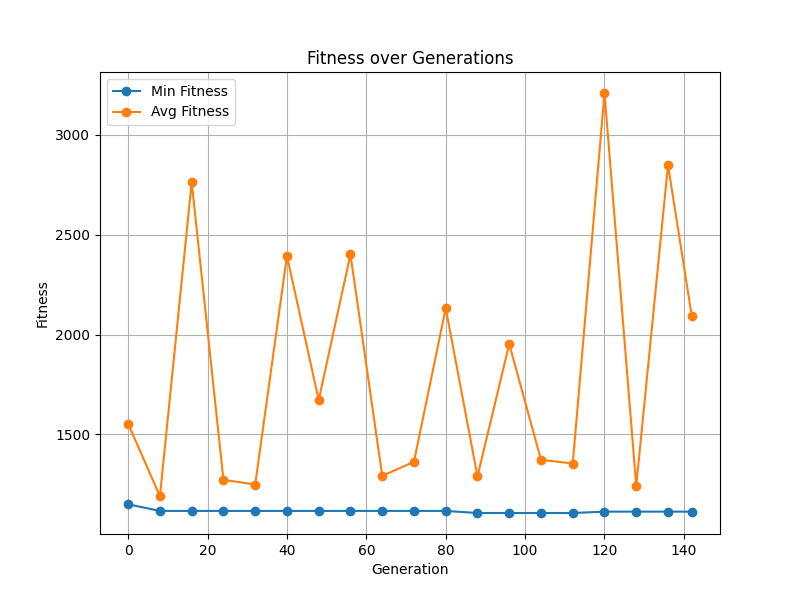 Fitness over Generations
Min Fitness
Avg Fitness
3000
2500
2000
1500
Fitness
0 20 40 60 80 100 120 140
Generation